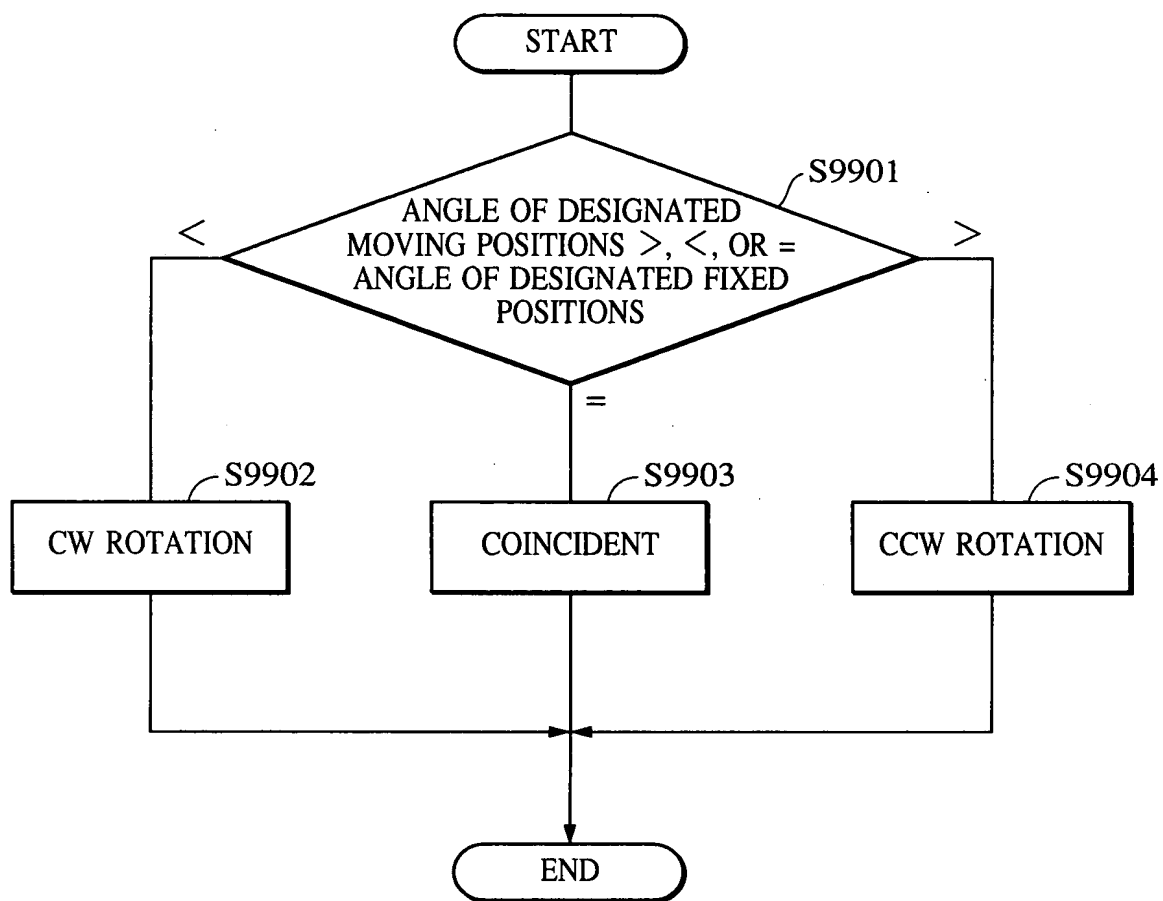 START
S9901
ANGLE OF DESIGNATED
MOVING POSITIONS >, <, OR =
ANGLE OF DESIGNATED FIXED
POSITIONS
<
>
=
S9902
S9903
S9904
CW ROTATION
COINCIDENT
CCW ROTATION
END